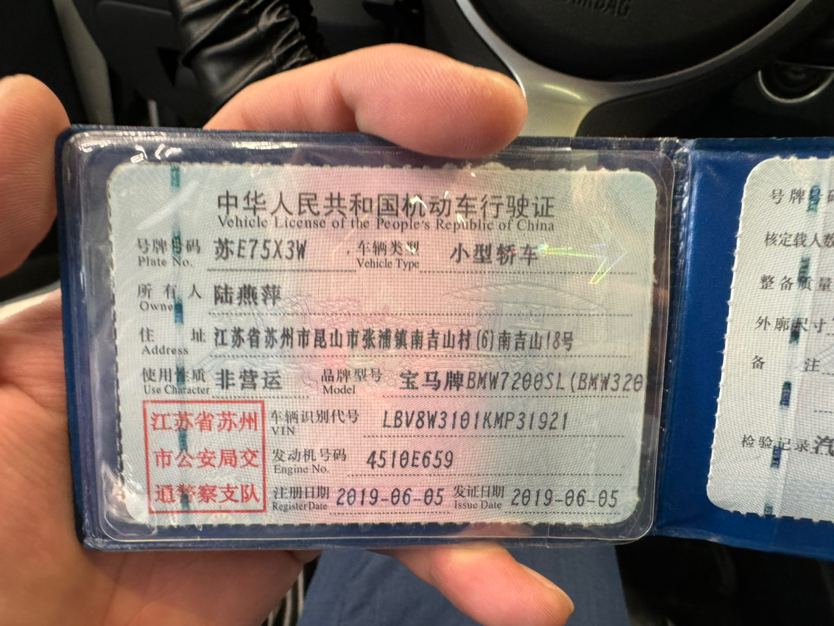 AIRBAG
中华人民共和国机动车行驶证
Vehicle License of the People's Republic of China
号牌号码 苏E75X3W 车辆类型 小型轿车
Plate No. Vehicle Type
所有人 陆燕萍
Owner
住址 江苏省苏州市昆山市张浦镇南吉山村(6)南吉山18号
Address
使用性质 非营运 品牌型号 宝马牌BMW7200SL(BMW320
Use Character Model
江苏省苏州 车辆识别代号 LBV8W3101KMP31921
VIN
市公安局交 发动机号码 4510E659
Engine No.
通警察支队 注册日期 2019-06-05 发证日期 2019-06-05
Register Date Issue Date
号牌号码
核定载人数
整备质量
外廓尺寸
备注
检验记录 汽